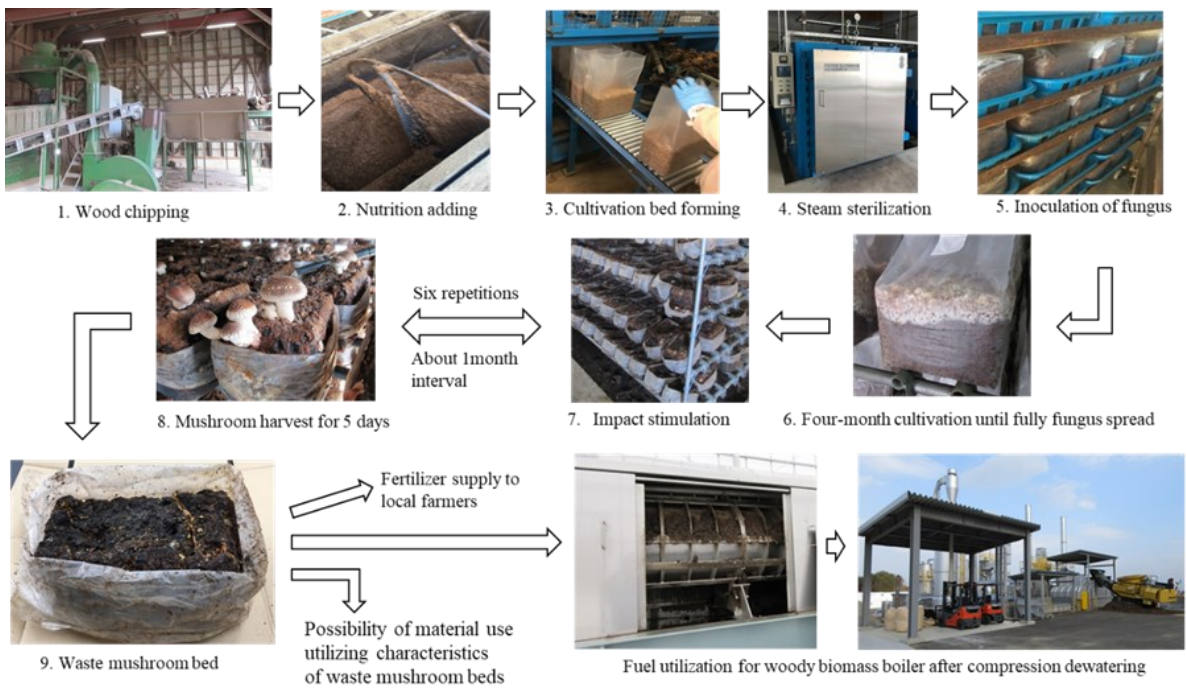 1. Wood chipping
2. Nutrition adding
3. Cultivation bed forming
4. Steam sterilization
5. Inoculation of fungus
6. Four-month cultivation until fully fungus spread
7. Impact stimulation
Six repetitions
About 1month
interval
8. Mushroom harvest for 5 days
9. Waste mushroom bed
Fertilizer supply to
local farmers
Possibility of material use
utilizing characteristics
of waste mushroom beds
Fuel utilization for woody biomass boiler after compression dewatering